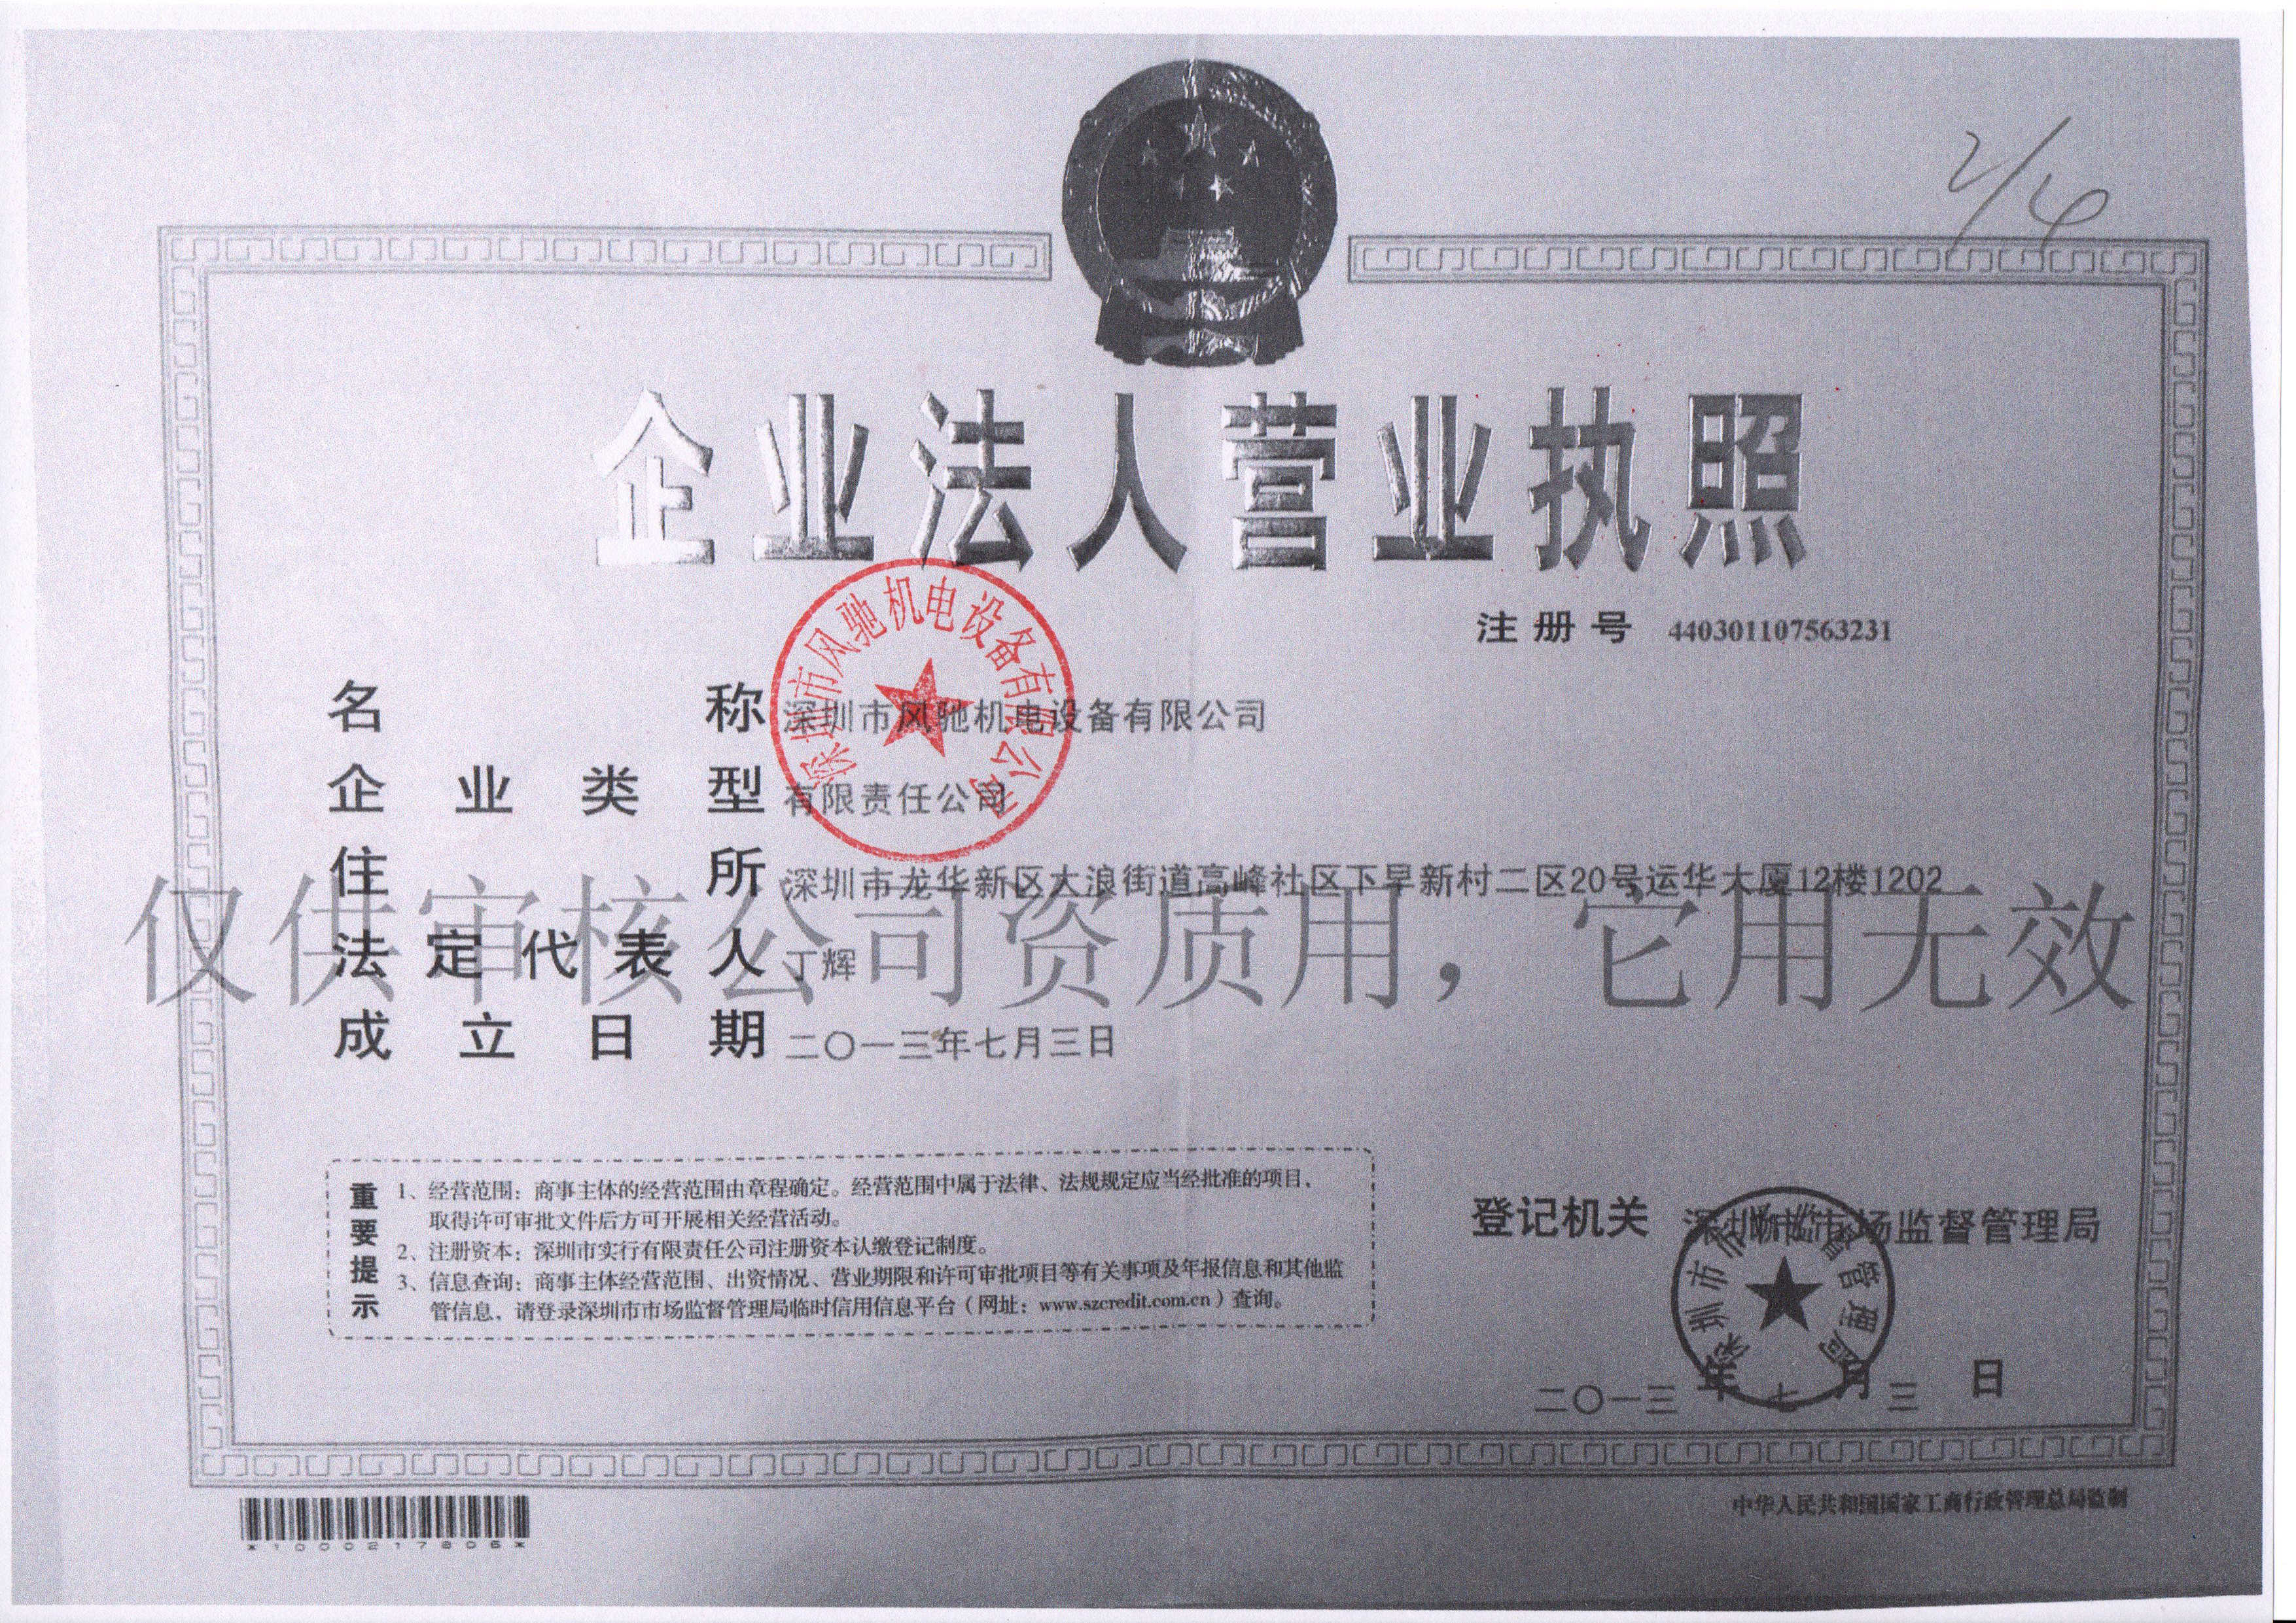 2/4
企业法人营业执照
注册号 440301107563231
名称 深圳市风驰机电设备有限公司
深圳市风驰机电设备有限公司
企业类型 有限责任公司
住所 深圳市龙华新区大浪街道高峰社区下早新村二区20号运华大厦12楼1202
仅供审核公司资质用，它用无效
法定代表人 丁辉
成立日期 二〇一三年七月三日
重要提示
1、经营范围：商事主体的经营范围由章程确定。经营范围中属于法律、法规规定应当经批准的项目，
取得许可审批文件后方可开展相关经营活动。
2、注册资本：深圳市实行有限责任公司注册资本认缴登记制度。
3、信息查询：商事主体经营范围、出资情况、营业期限和许可审批项目等有关事项及年报信息和其他监
管信息，请登录深圳市市场监督管理局临时信用信息平台（网址：www.szcredit.com.cn）查询。
登记机关 深圳市市场监督管理局
深圳市市场监督管理局
二〇一三年七月三日
中华人民共和国国家工商行政管理总局监制
*1000217806*